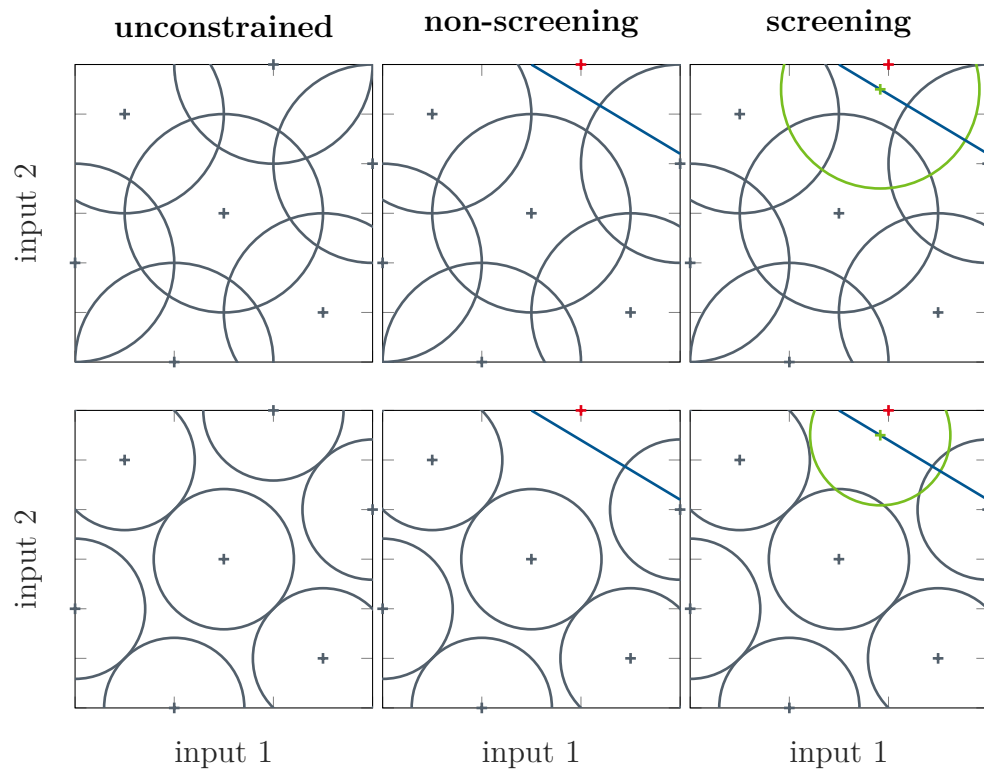 unconstrained
non-screening
screening
input 2
input 2
input 1
input 1
input 1